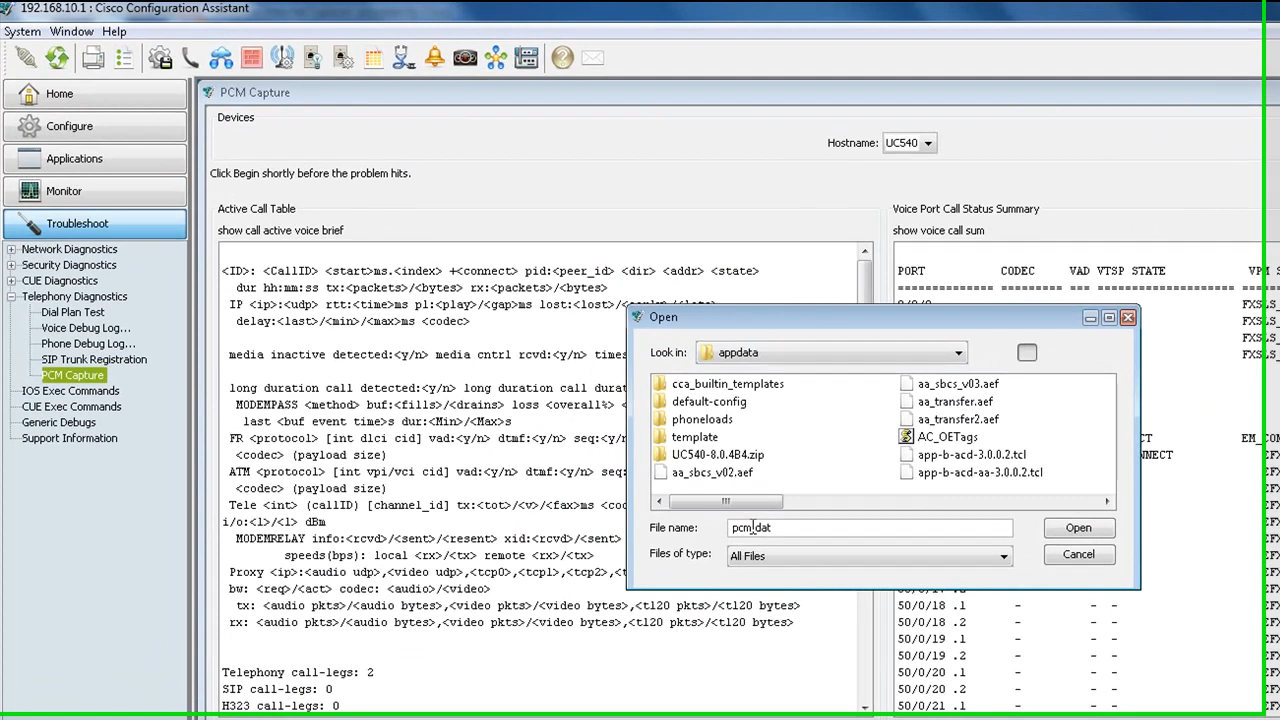 192.168.10.1 : Cisco Configuration Assistant
System Window Help
Home
Configure
Applications
Monitor
Troubleshoot
Network Diagnostics
Security Diagnostics
CUE Diagnostics
Telephony Diagnostics
Dial Plan Test
Voice Debug Log...
Phone Debug Log...
SIP Trunk Registration
PCM Capture
IOS Exec Commands
CUE Exec Commands
Generic Debugs
Support Information
PCM Capture
Devices
Hostname: UC540
Click Begin shortly before the problem hits.
Active Call Table
show call active voice brief
<ID>: <CallID> <start>ms.<index> +<connect> pid:<peer_id> <dir> <addr> <state>
dur hh:mm:ss tx:<packets>/<bytes> rx:<packets>/<bytes>
IP <ip>:<udp> rtt:<time>ms pl:<play>/<gap>ms lost:<lost>/
delay:<last>/<min>/<max>ms <codec>
media inactive detected:<y/n> media cntrl rcvd:<y/n> times
long duration call detected:<y/n> long duration call dura
MODEMPASS <method> buf:<fills>/<drains> loss <overall%> <
last <buf event time>s dur:<Min>/<Max>s
FR <protocol> [int dlci cid] vad:<y/n> dtmf:<y/n> seq:<y/
<codec> (payload size)
ATM <protocol> [int vpi/vci cid] vad:<y/n> dtmf:<y/n> seq:
<codec> (payload size)
Tele <int> (callID) [channel_id] tx:<tot>/<v>/<fax>ms <co
i/o:<l>/<l> dBm
MODEMRELAY info:<rcvd>/<sent>/<resent> xid:<rcvd>/<sent>
speeds(bps): local <rx>/<tx> remote <rx>/<tx>
Proxy <ip>:<audio udp>,<video udp>,<tcp0>,<tcp1>,<tcp2>,<
bw: <req>/<act> codec: <audio>/<video>
tx: <audio pkts>/<audio bytes>,<video pkts>/<video bytes>,<t120 pkts>/<t120 bytes>
rx: <audio pkts>/<audio bytes>,<video pkts>/<video bytes>,<t120 pkts>/<t120 bytes>
Telephony call-legs: 2
SIP call-legs: 0
H323 call-legs: 0
Voice Port Call Status Summary
show voice call sum
PORT CODEC VAD VTSP STATE VPM S
============== ======== === ====================
FXSLS_
FXSLS_
FXSLS_
EM_CO
50/0/18 .1 - - - EFX
50/0/18 .2 - - - EFX
50/0/19 .1 - - - EFX
50/0/19 .2 - - - EFX
50/0/20 .1 - - - EFX
50/0/20 .2 - - - EFX
50/0/21 .1 - - - EFX
Open
Look in: appdata
cca_builtin_templates
default-config
phoneloads
template
UC540-8.0.4B4.zip
aa_sbcs_v02.aef
aa_sbcs_v03.aef
aa_transfer.aef
aa_transfer2.aef
AC_OETags
app-b-acd-3.0.0.2.tcl
app-b-acd-aa-3.0.0.2.tcl
File name: pcm.dat
Open
Files of type: All Files
Cancel